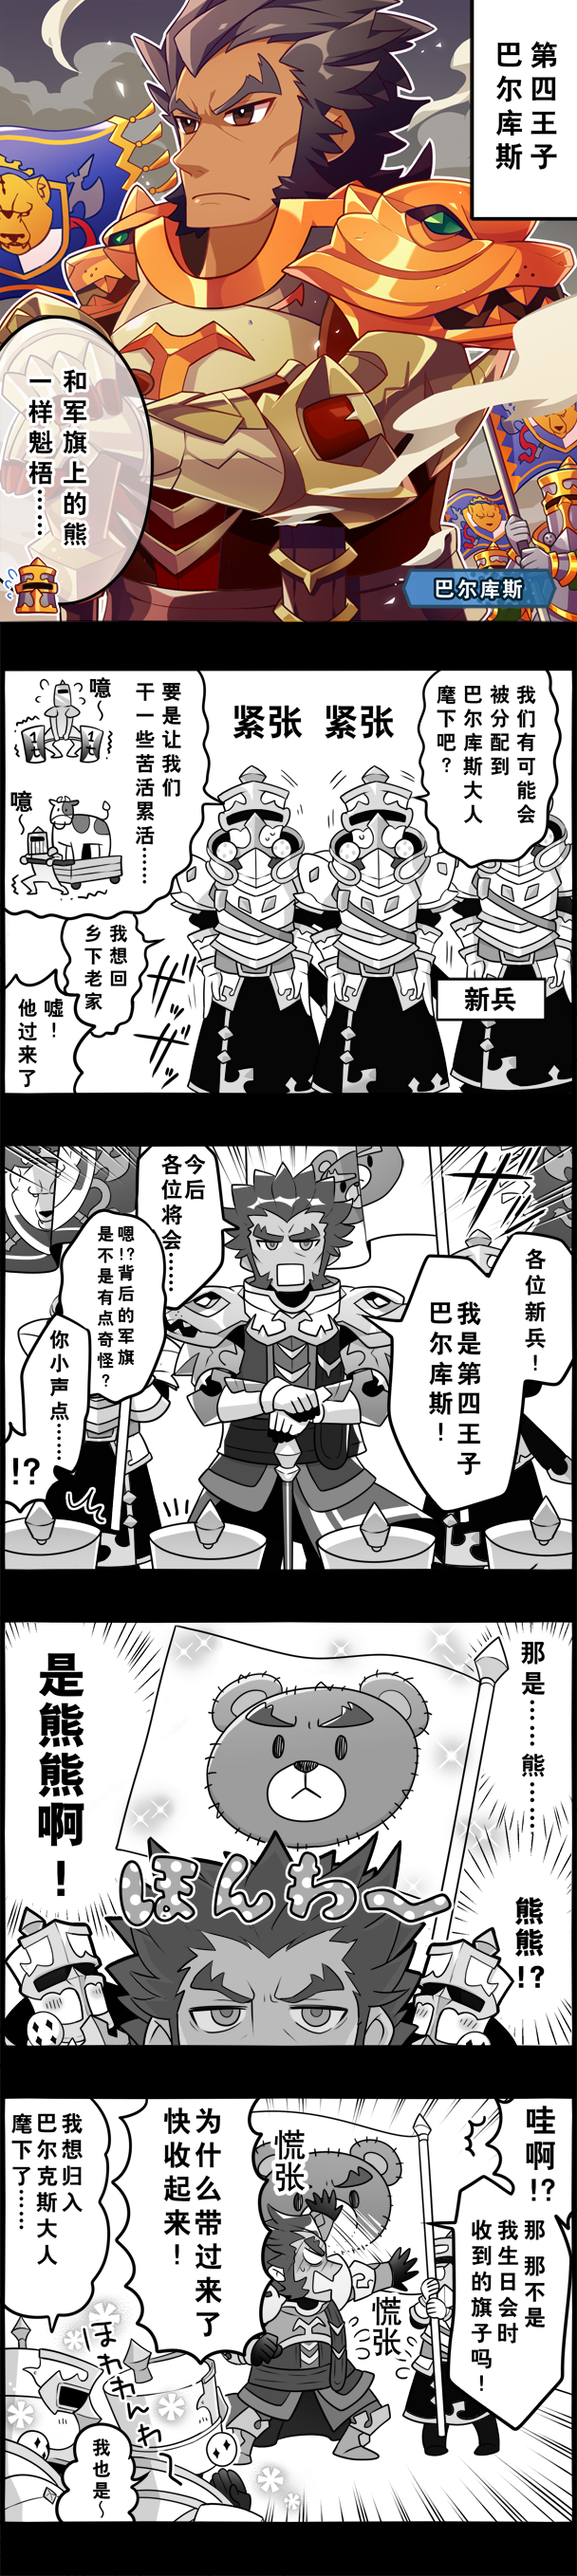 第四王子
巴尔库斯
和军旗上的熊
一样魁梧……
巴尔库斯
我们有可能会
被分配到
巴尔库斯大人
麾下吧?
紧张 紧张
要是让我们
干一些苦活累活……
噫
噫
新兵
我想回
乡下老家
嘘!
他过来了
各位新兵!
我是第四王子
巴尔库斯!
今后
各位将会……
嗯!?背后的军旗
是不是有点奇怪?
你小声点……
!?
那是……熊……
熊熊!?
是熊熊啊!
ほんわ〜
哇啊!?
那 那不是
我生日会时
收到的旗子吗!
慌张
慌张
为什么带过来了
快收起来!
我想归入
巴尔克斯大人
麾下了……
ほわわんわ〜
我也是~